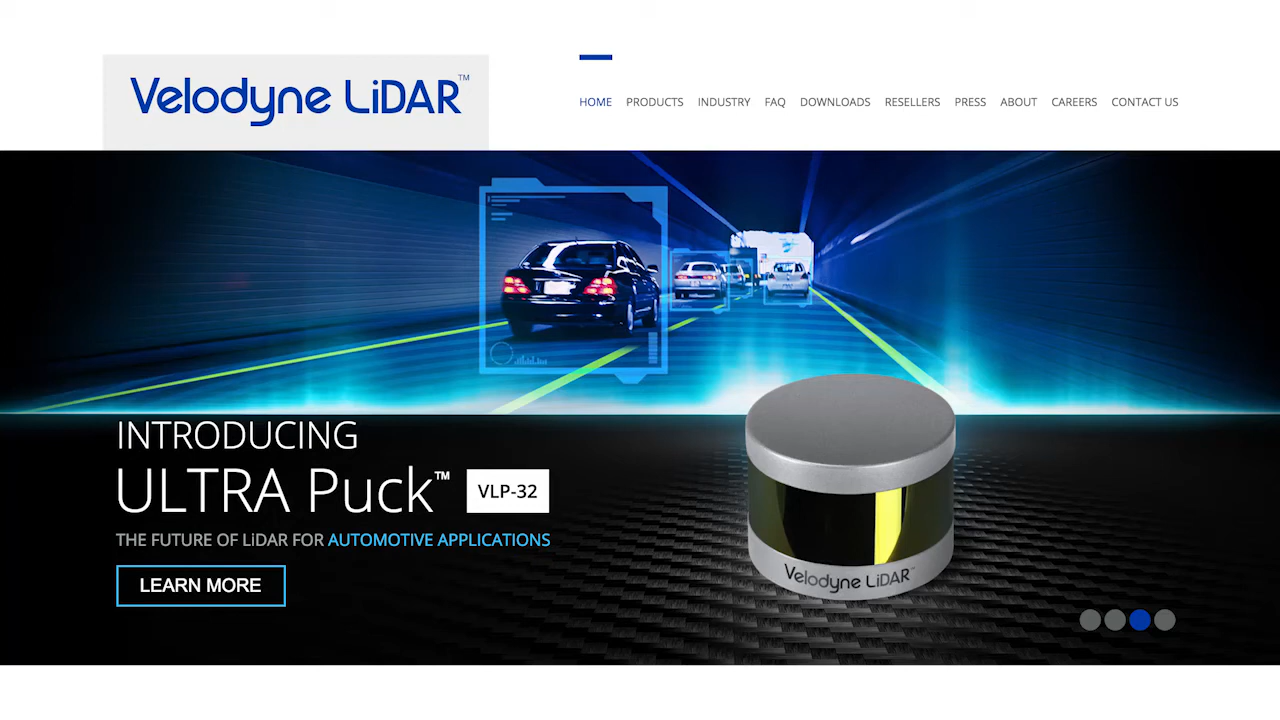 Velodyne LiDAR™
HOME PRODUCTS INDUSTRY FAQ DOWNLOADS RESELLERS PRESS ABOUT CAREERS CONTACT US
INTRODUCING
ULTRA Puck™ VLP-32
THE FUTURE OF LiDAR FOR AUTOMOTIVE APPLICATIONS
LEARN MORE
Velodyne LiDAR™